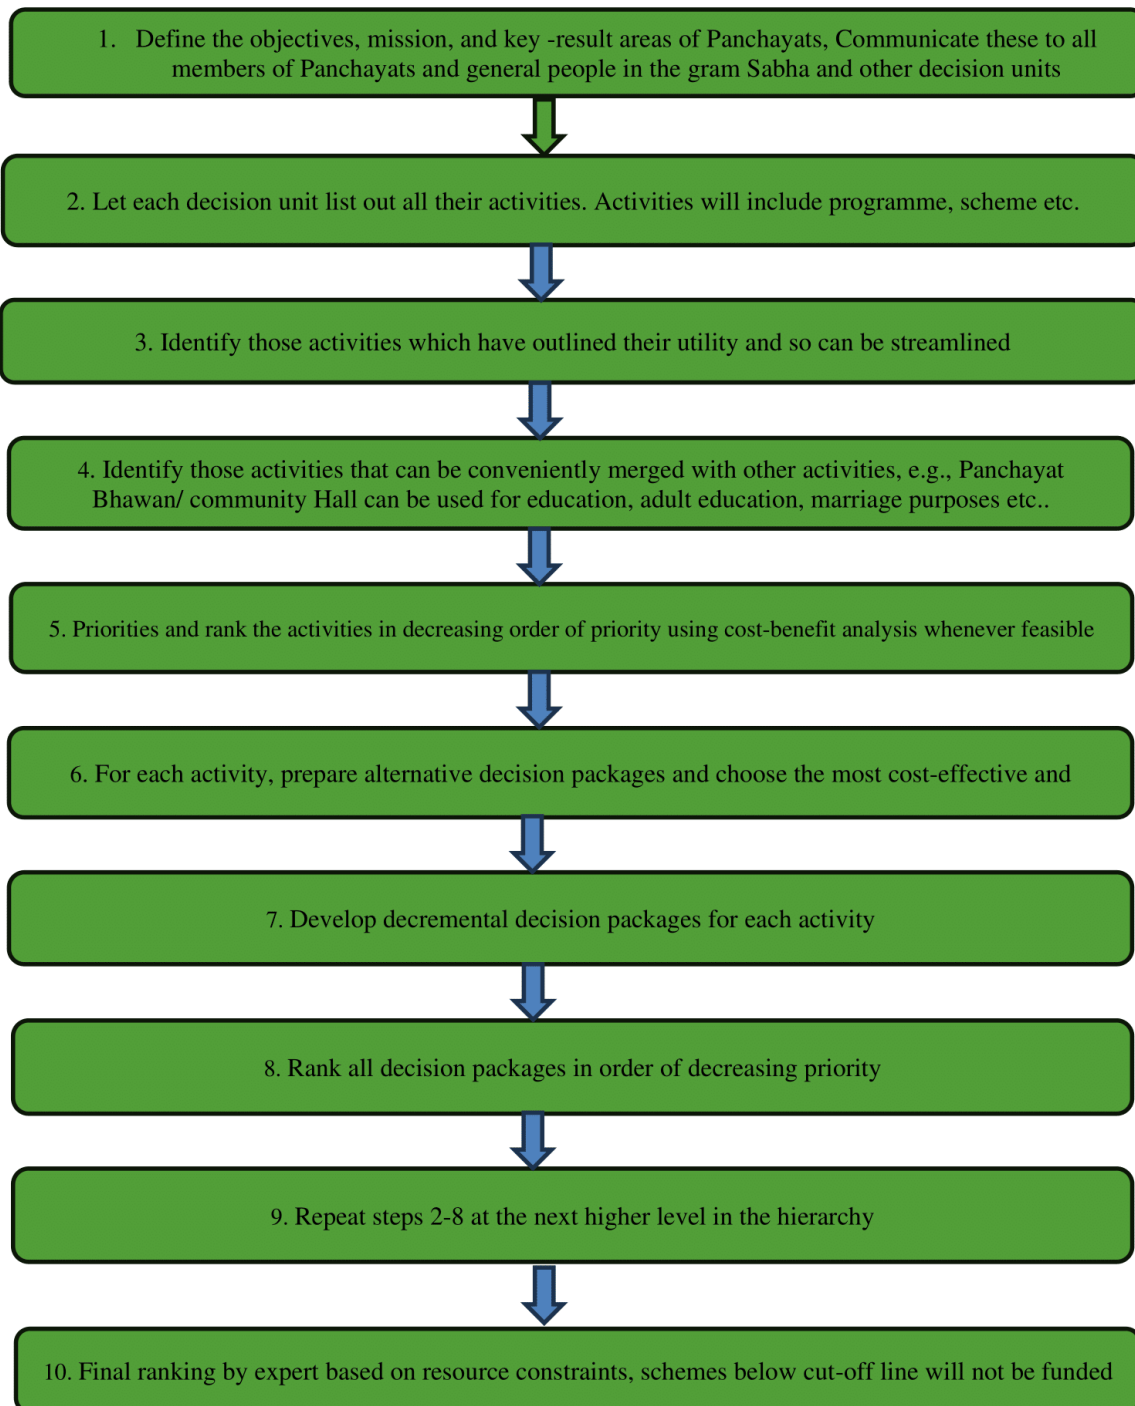 1. Define the objectives, mission, and key -result areas of Panchayats, Communicate these to all
members of Panchayats and general people in the gram Sabha and other decision units
2. Let each decision unit list out all their activities. Activities will include programme, scheme etc.
3. Identify those activities which have outlined their utility and so can be streamlined
4. Identify those activities that can be conveniently merged with other activities, e.g., Panchayat
Bhawan/ community Hall can be used for education, adult education, marriage purposes etc..
5. Priorities and rank the activities in decreasing order of priority using cost-benefit analysis whenever feasible
6. For each activity, prepare alternative decision packages and choose the most cost-effective and
7. Develop decremental decision packages for each activity
8. Rank all decision packages in order of decreasing priority
9. Repeat steps 2-8 at the next higher level in the hierarchy
10. Final ranking by expert based on resource constraints, schemes below cut-off line will not be funded